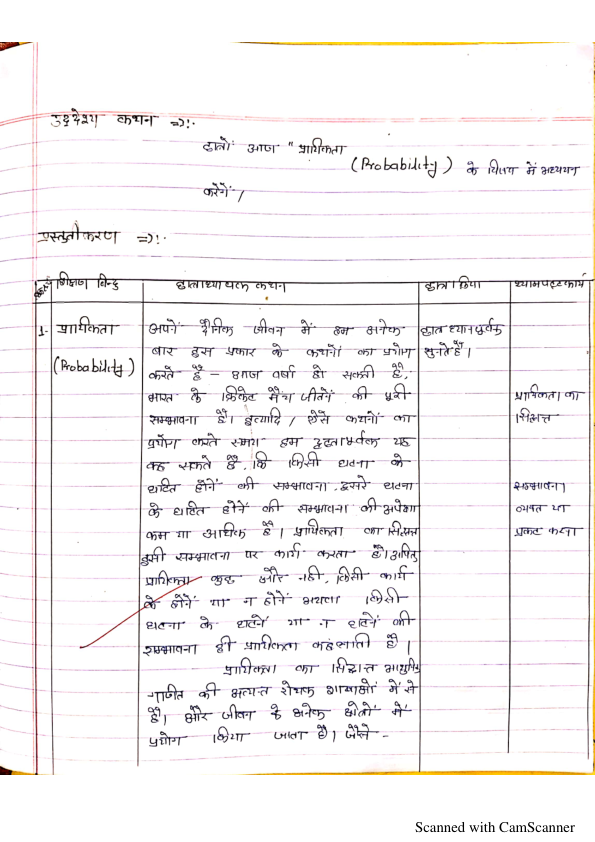 उद्देश्य कथन =>:-
छात्रों आज " प्रायिकता
(Probability) के विषय में अध्ययन
करेगें /
प्रस्तुतीकरण =>:-
शिक्षण बिन्दु
छात्राध्यापक कथन
छात्र क्रिया
श्यामपट्टकार्य
1- प्रायिकता
(Probability)
अपने दैनिक जीवन में हम अनेक
बार इस प्रकार के कथनों का प्रयोग
करते है - आज वर्षा हो सकती है,
भारत के क्रिकेट मैच जीतने की पूरी
सम्भावना है। इत्यादि / ऐसे कथनों का
प्रयोग करते समय हम दृढ़तापूर्वक यह
कह सकते है, कि किसी घटना के
घटित होने की सम्भावना दूसरे घटना
के घटित होने की सम्भावना की अपेक्षा
कम या अधिक है। प्रायिकता का सिद्धान्त
इसी सम्भावना पर कार्य करता है। अपितु
प्रायिकता कुछ और नही, किसी कार्य
के होने या न होने अथवा किसी
घटना के घटने या न घटने की
सम्भावना ही प्रायिकता कहलाती है।
प्रायिकता का सिद्धान्त आधुनिक
गणित की अत्यन्त रोचक शाखाओं में से
है। और जीवन के अनेक क्षेत्रों में
प्रयोग किया जाता है। जैसे -
छात्र ध्यानपूर्वक
सुनते है।
प्रायिकता का
सिद्धान्त
सम्भावना
व्यक्त या
प्रकट करना
Scanned with CamScanner